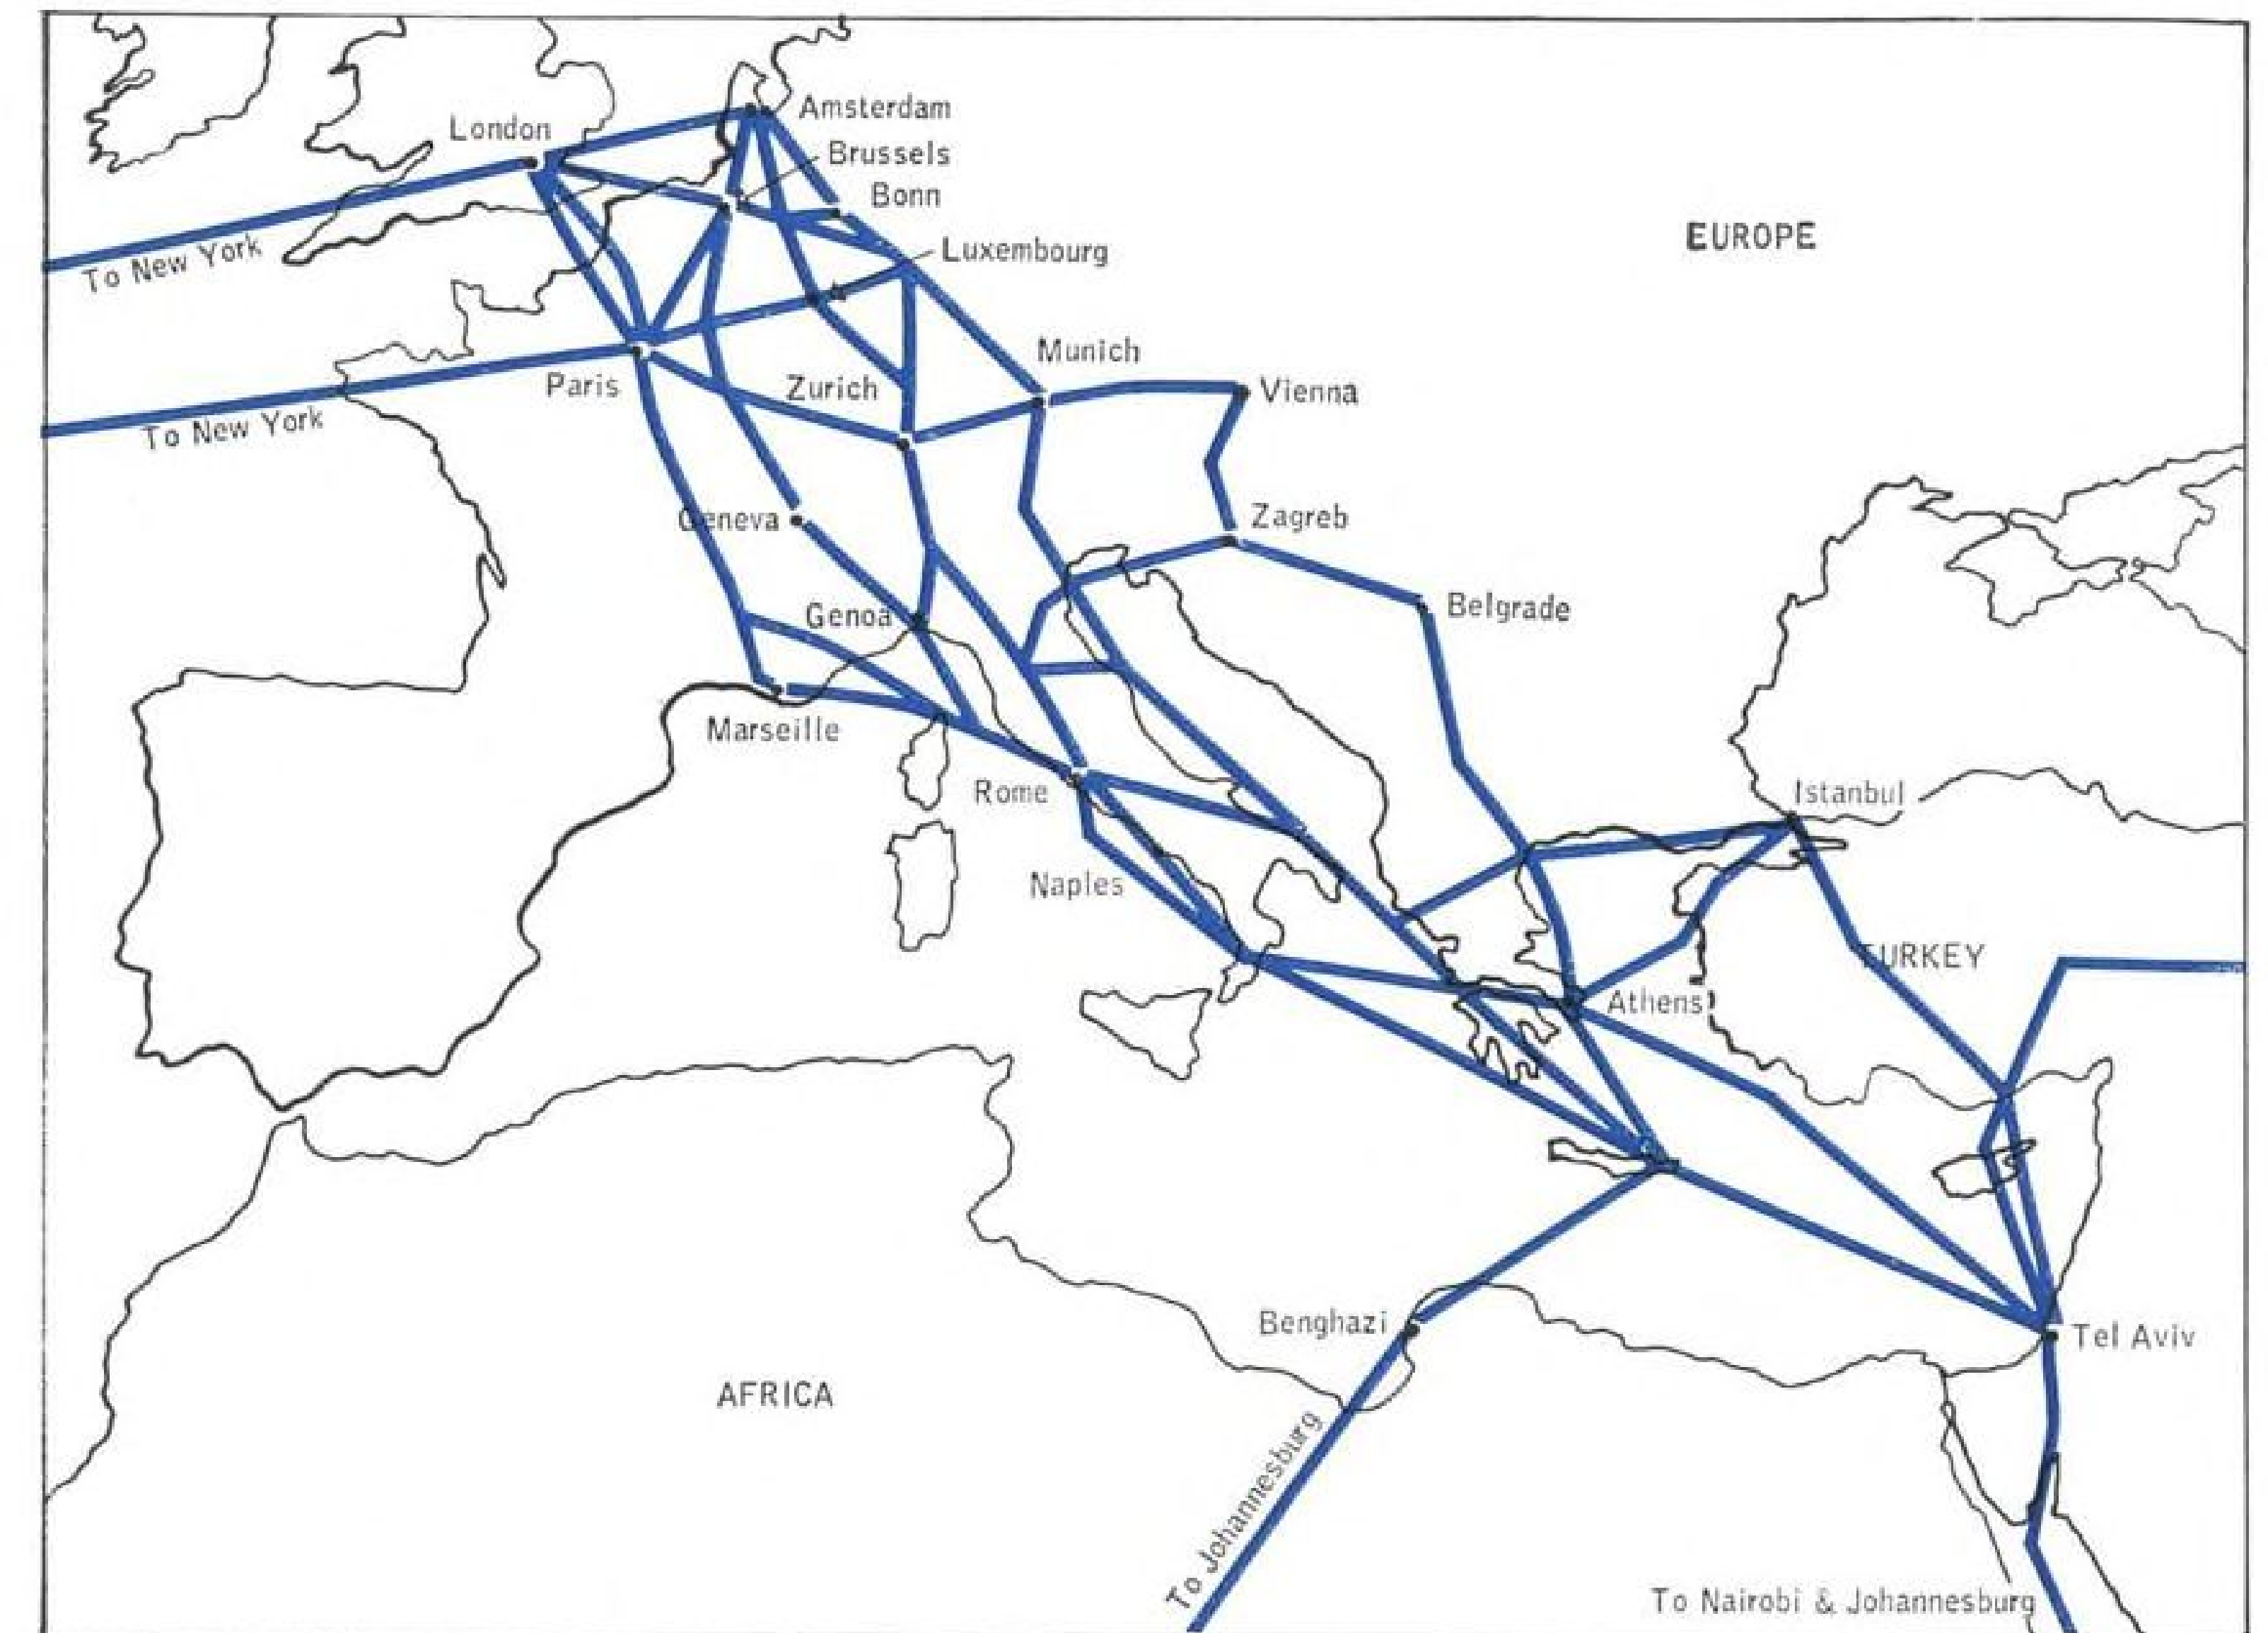 Amsterdam
London
Brussels
Bonn
EUROPE
To New York
Luxembourg
Munich
Paris
Zurich
Vienna
To New York
Geneva
Zagreb
Genoa
Belgrade
Marseille
Rome
Istanbul
Naples
TURKEY
Athens
Benghazi
Tel Aviv
AFRICA
To Johannesburg
To Nairobi & Johannesburg